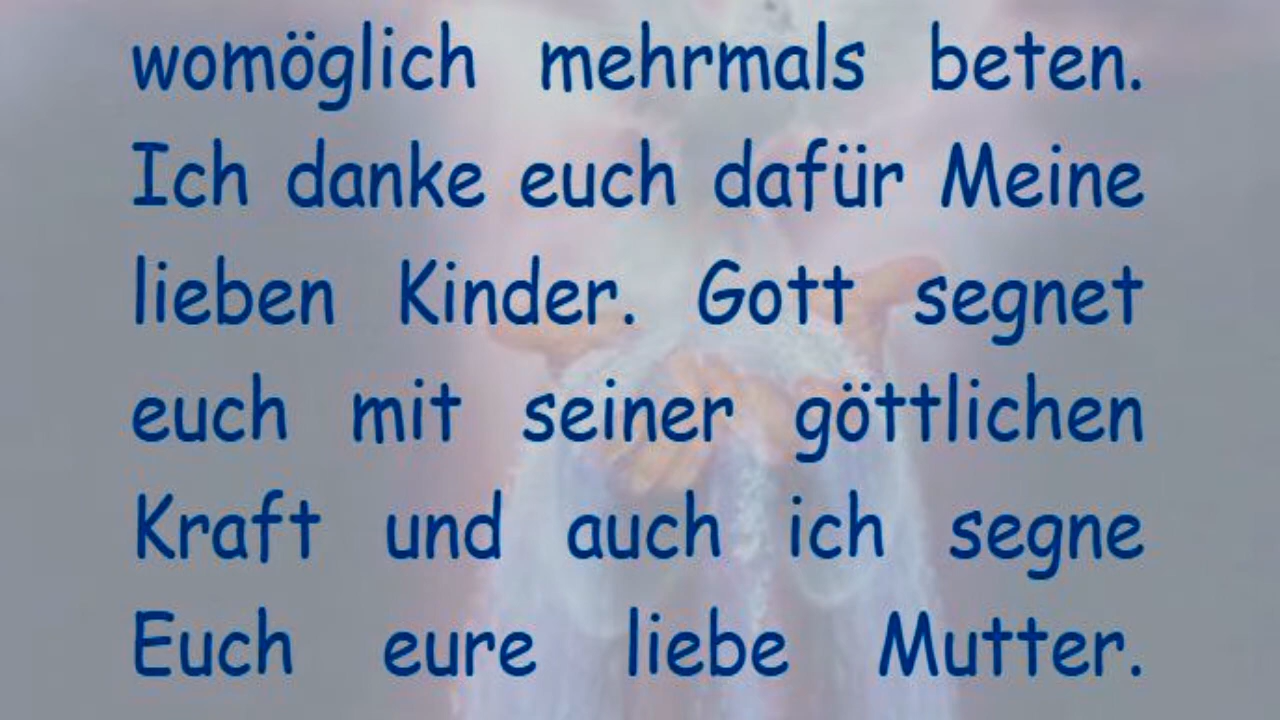 womöglich mehrmals beten.
Ich danke euch dafür Meine
lieben Kinder. Gott segnet
euch mit seiner göttlichen
Kraft und auch ich segne
Euch eure liebe Mutter.